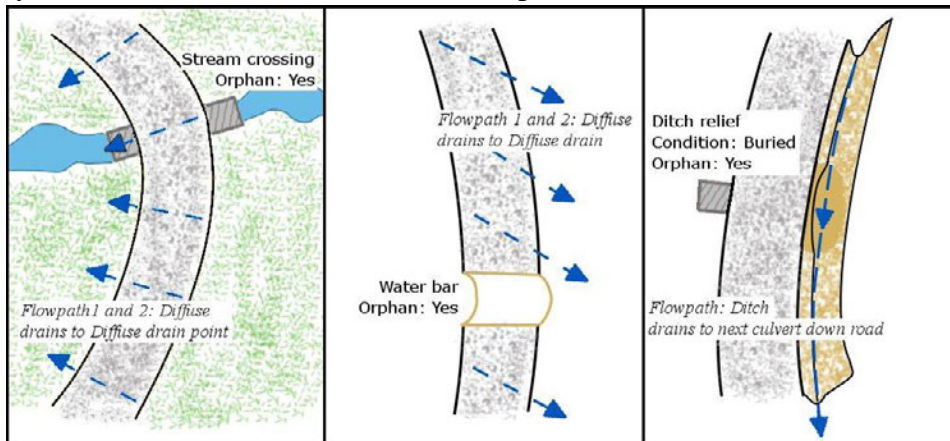 Stream crossing
Orphan: Yes
Flowpath1 and 2: Diffuse
drains to Diffuse drain point
Flowpath 1 and 2: Diffuse
drains to Diffuse drain
Water bar
Orphan: Yes
Ditch relief
Condition: Buried
Orphan: Yes
Flowpath: Ditch
drains to next culvert down road